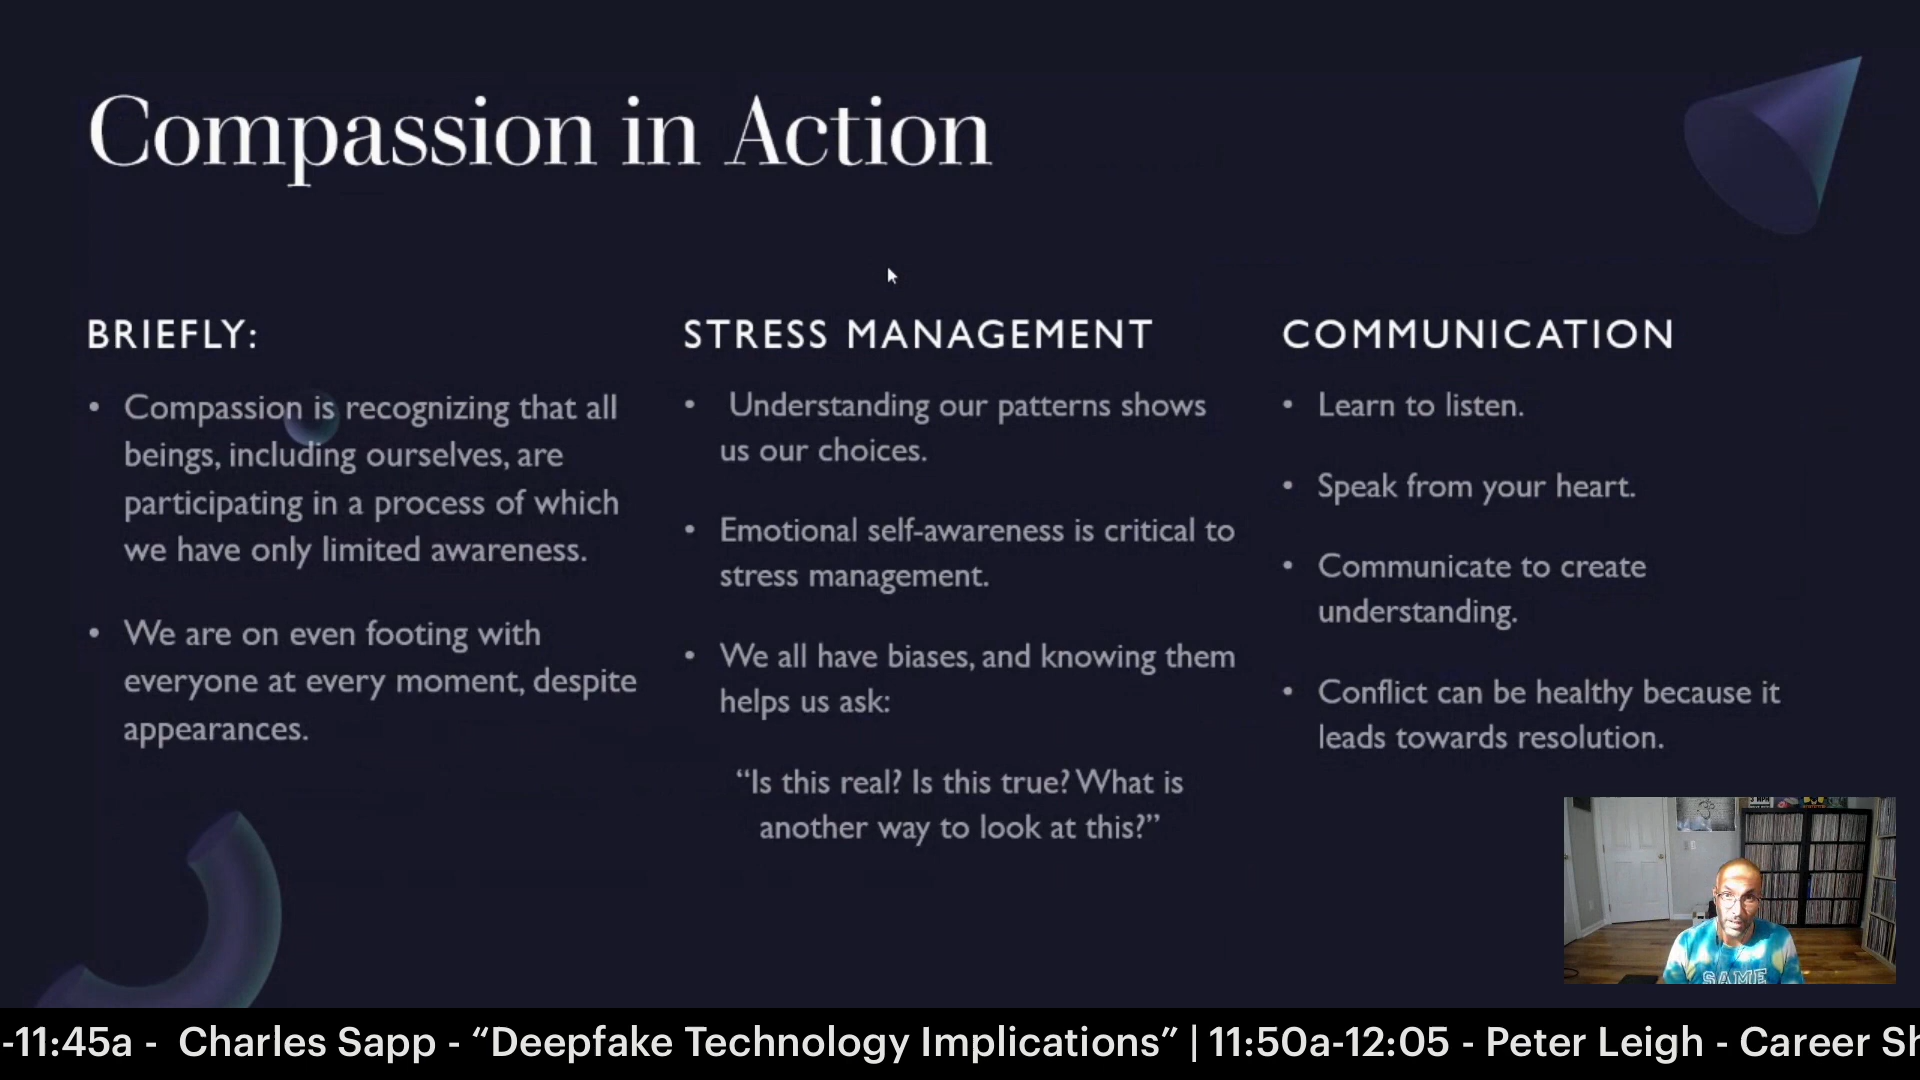 Compassion in Action
BRIEFLY:
• Compassion is recognizing that all
beings, including ourselves, are
participating in a process of which
we have only limited awareness.
• We are on even footing with
everyone at every moment, despite
appearances.
STRESS MANAGEMENT
• Understanding our patterns shows
us our choices.
• Emotional self-awareness is critical to
stress management.
• We all have biases, and knowing them
helps us ask:
“Is this real? Is this true? What is
another way to look at this?”
COMMUNICATION
• Learn to listen.
• Speak from your heart.
• Communicate to create
understanding.
• Conflict can be healthy because it
leads towards resolution.
SAME
-11:45a - Charles Sapp - “Deepfake Technology Implications” | 11:50a-12:05 - Peter Leigh - Career